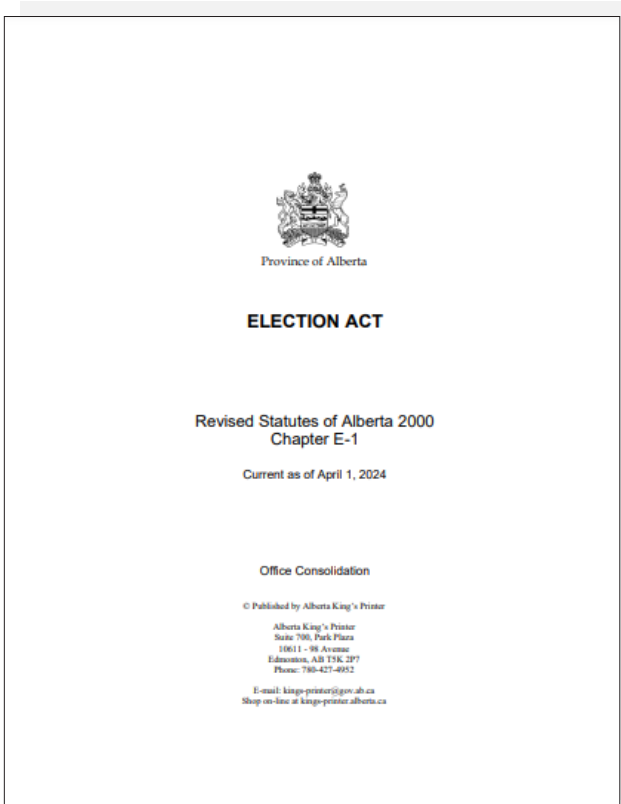 Province of Alberta
ELECTION ACT
Revised Statutes of Alberta 2000
Chapter E-1
Current as of April 1, 2024
Office Consolidation
© Published by Alberta King's Printer
Alberta King's Printer
Suite 700, Park Plaza
10611 - 98 Avenue
Edmonton, AB T5K 2P7
Phone: 780-427-4952
E-mail: kings-printer@gov.ab.ca
Shop on-line at kings-printer.alberta.ca